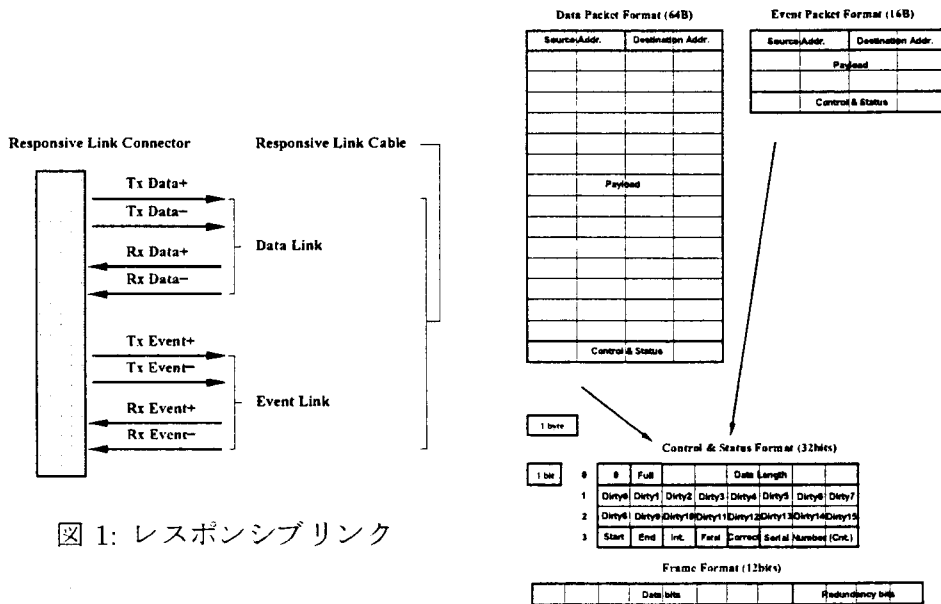 Responsive Link Connector
Responsive Link Cable
Tx Data+
Tx Data−
Rx Data+
Rx Data−
Data Link
Tx Event+
Tx Event−
Rx Event+
Rx Event−
Event Link
図 1: レスポンシブリンク
Data Packet Format (64B)
Source Addr. Destination Addr.
Payload
Control & Status
Event Packet Format (16B)
Source Addr. Destination Addr.
Payload
Control & Status
1 byte
Control & Status Format (32bits)
1 bit
0 0 Full Data Length
1 Dirty0 Dirty1 Dirty2 Dirty3 Dirty4 Dirty5 Dirty6 Dirty7
2 Dirty8 Dirty9 Dirty10 Dirty11 Dirty12 Dirty13 Dirty14 Dirty15
3 Start End Int. Fatal Correct Serial Number (Cnt.)
Frame Format (12bits)
Data bits Redundancy bits